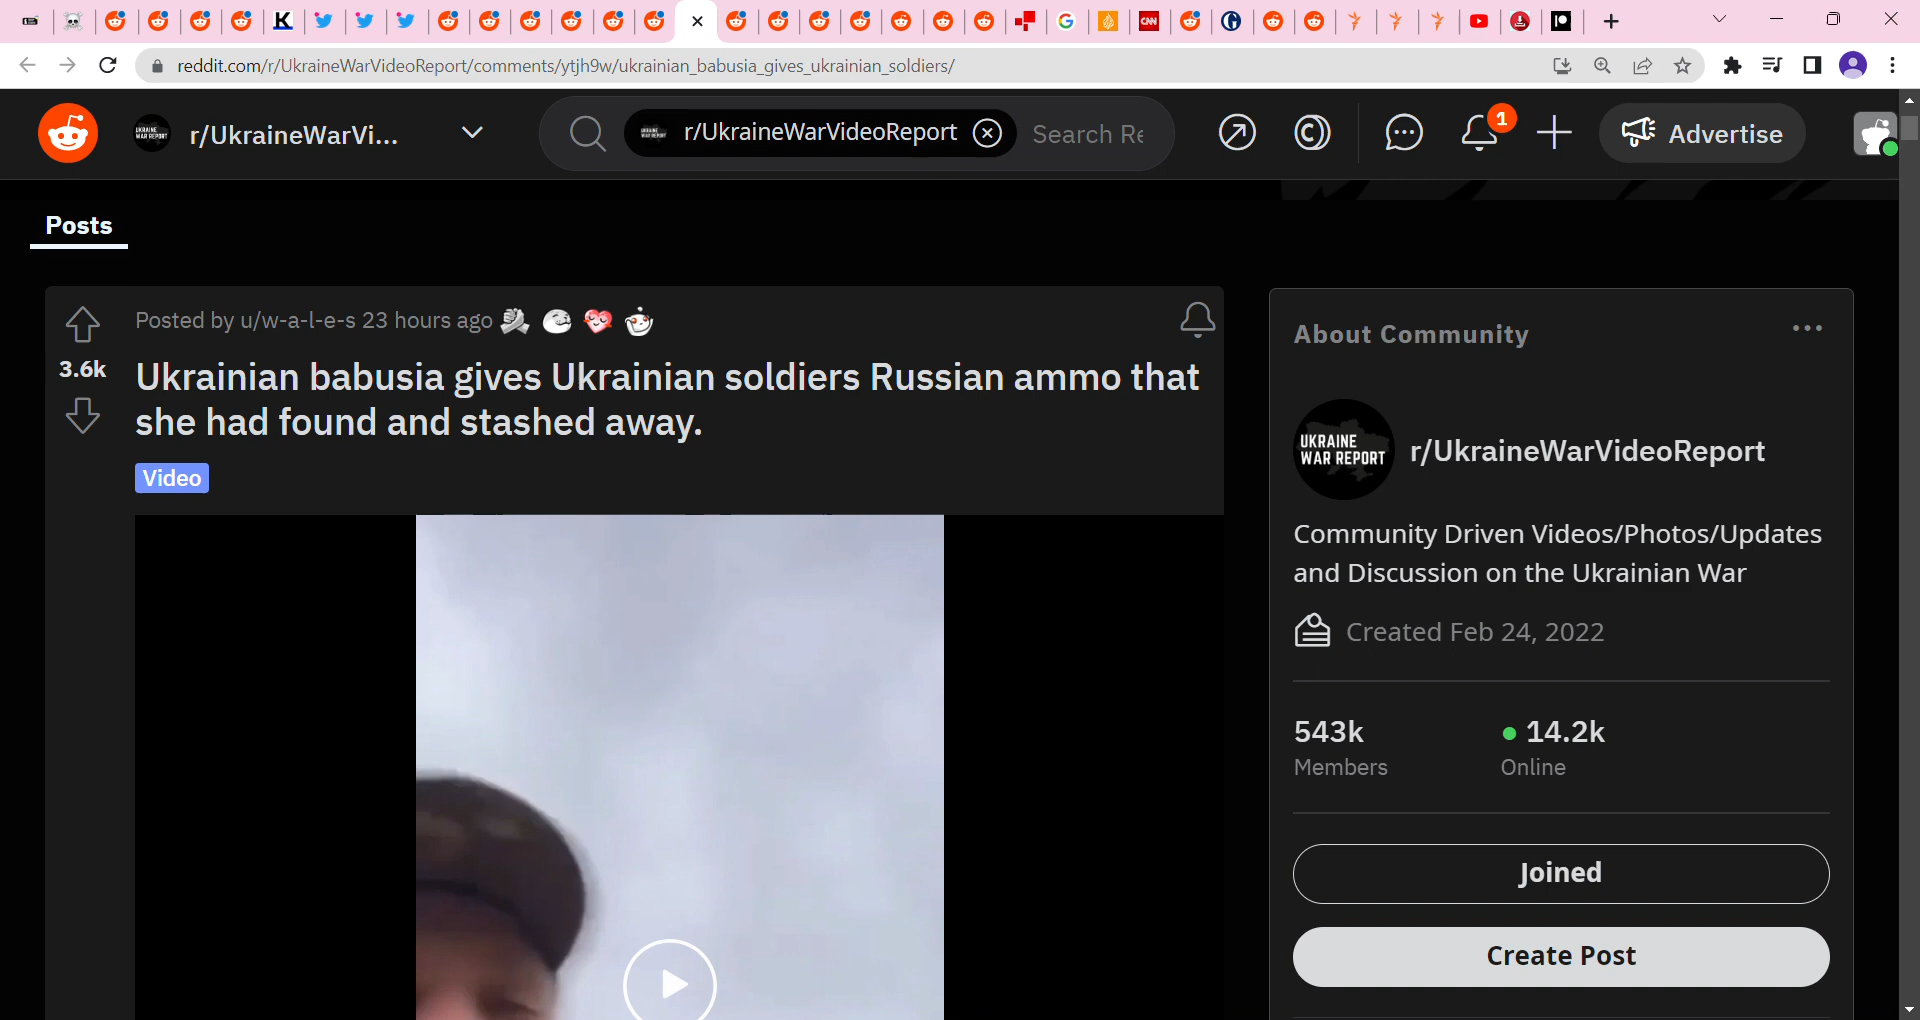 K
CNN
reddit.com/r/UkraineWarVideoReport/comments/ytjh9w/ukrainian_babusia_gives_ukrainian_soldiers/
r/UkraineWarVi...
r/UkraineWarVideoReport
Search Re
1
Advertise
Posts
Posted by u/w-a-l-e-s 23 hours ago
3.6k
Ukrainian babusia gives Ukrainian soldiers Russian ammo that
she had found and stashed away.
Video
About Community
UKRAINE
WAR REPORT
r/UkraineWarVideoReport
Community Driven Videos/Photos/Updates
and Discussion on the Ukrainian War
Created Feb 24, 2022
543k
14.2k
Members
Online
Joined
Create Post